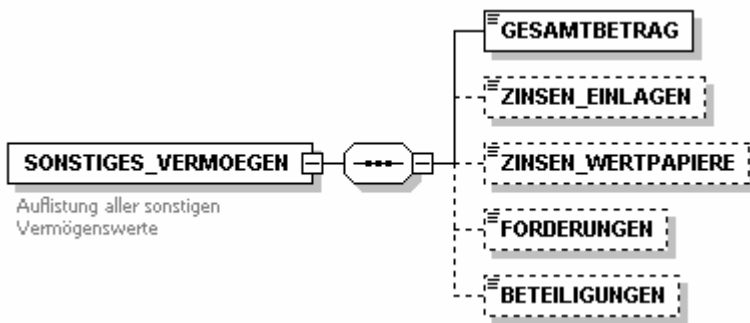 GESAMTBETRAG
ZINSEN_EINLAGEN
SONSTIGES_VERMOEGEN
ZINSEN_WERTPAPIERE
Auflistung aller sonstigen
Vermögenswerte
FORDERUNGEN
BETEILIGUNGEN